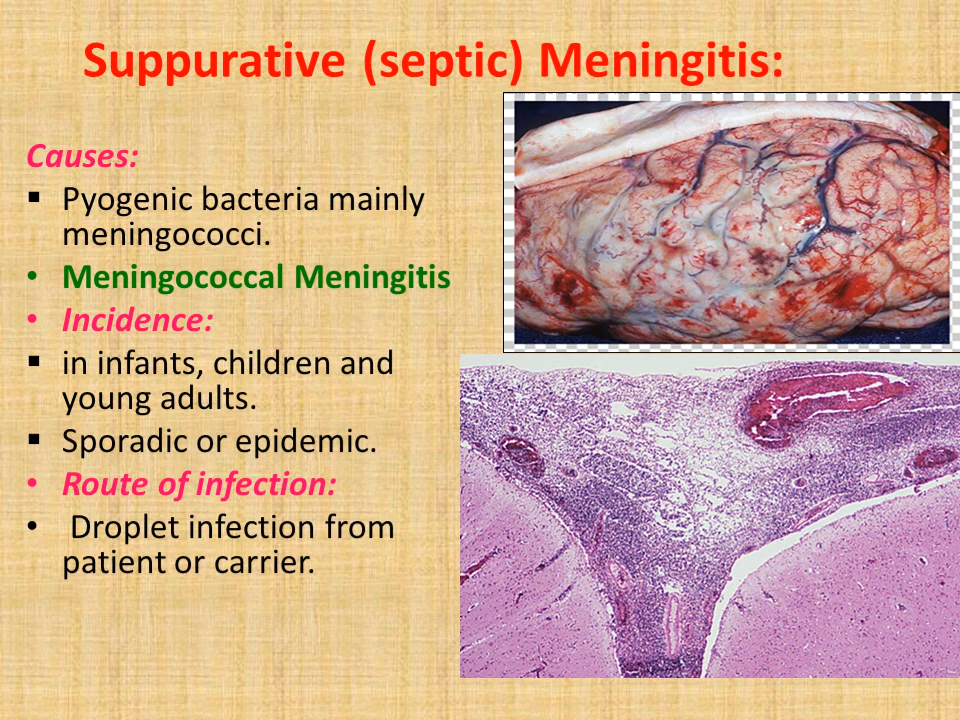 Suppurative (septic) Meningitis:
Causes:
▪ Pyogenic bacteria mainly
meningococci.
• Meningococcal Meningitis
• Incidence:
▪ in infants, children and
young adults.
▪ Sporadic or epidemic.
• Route of infection:
• Droplet infection from
patient or carrier.